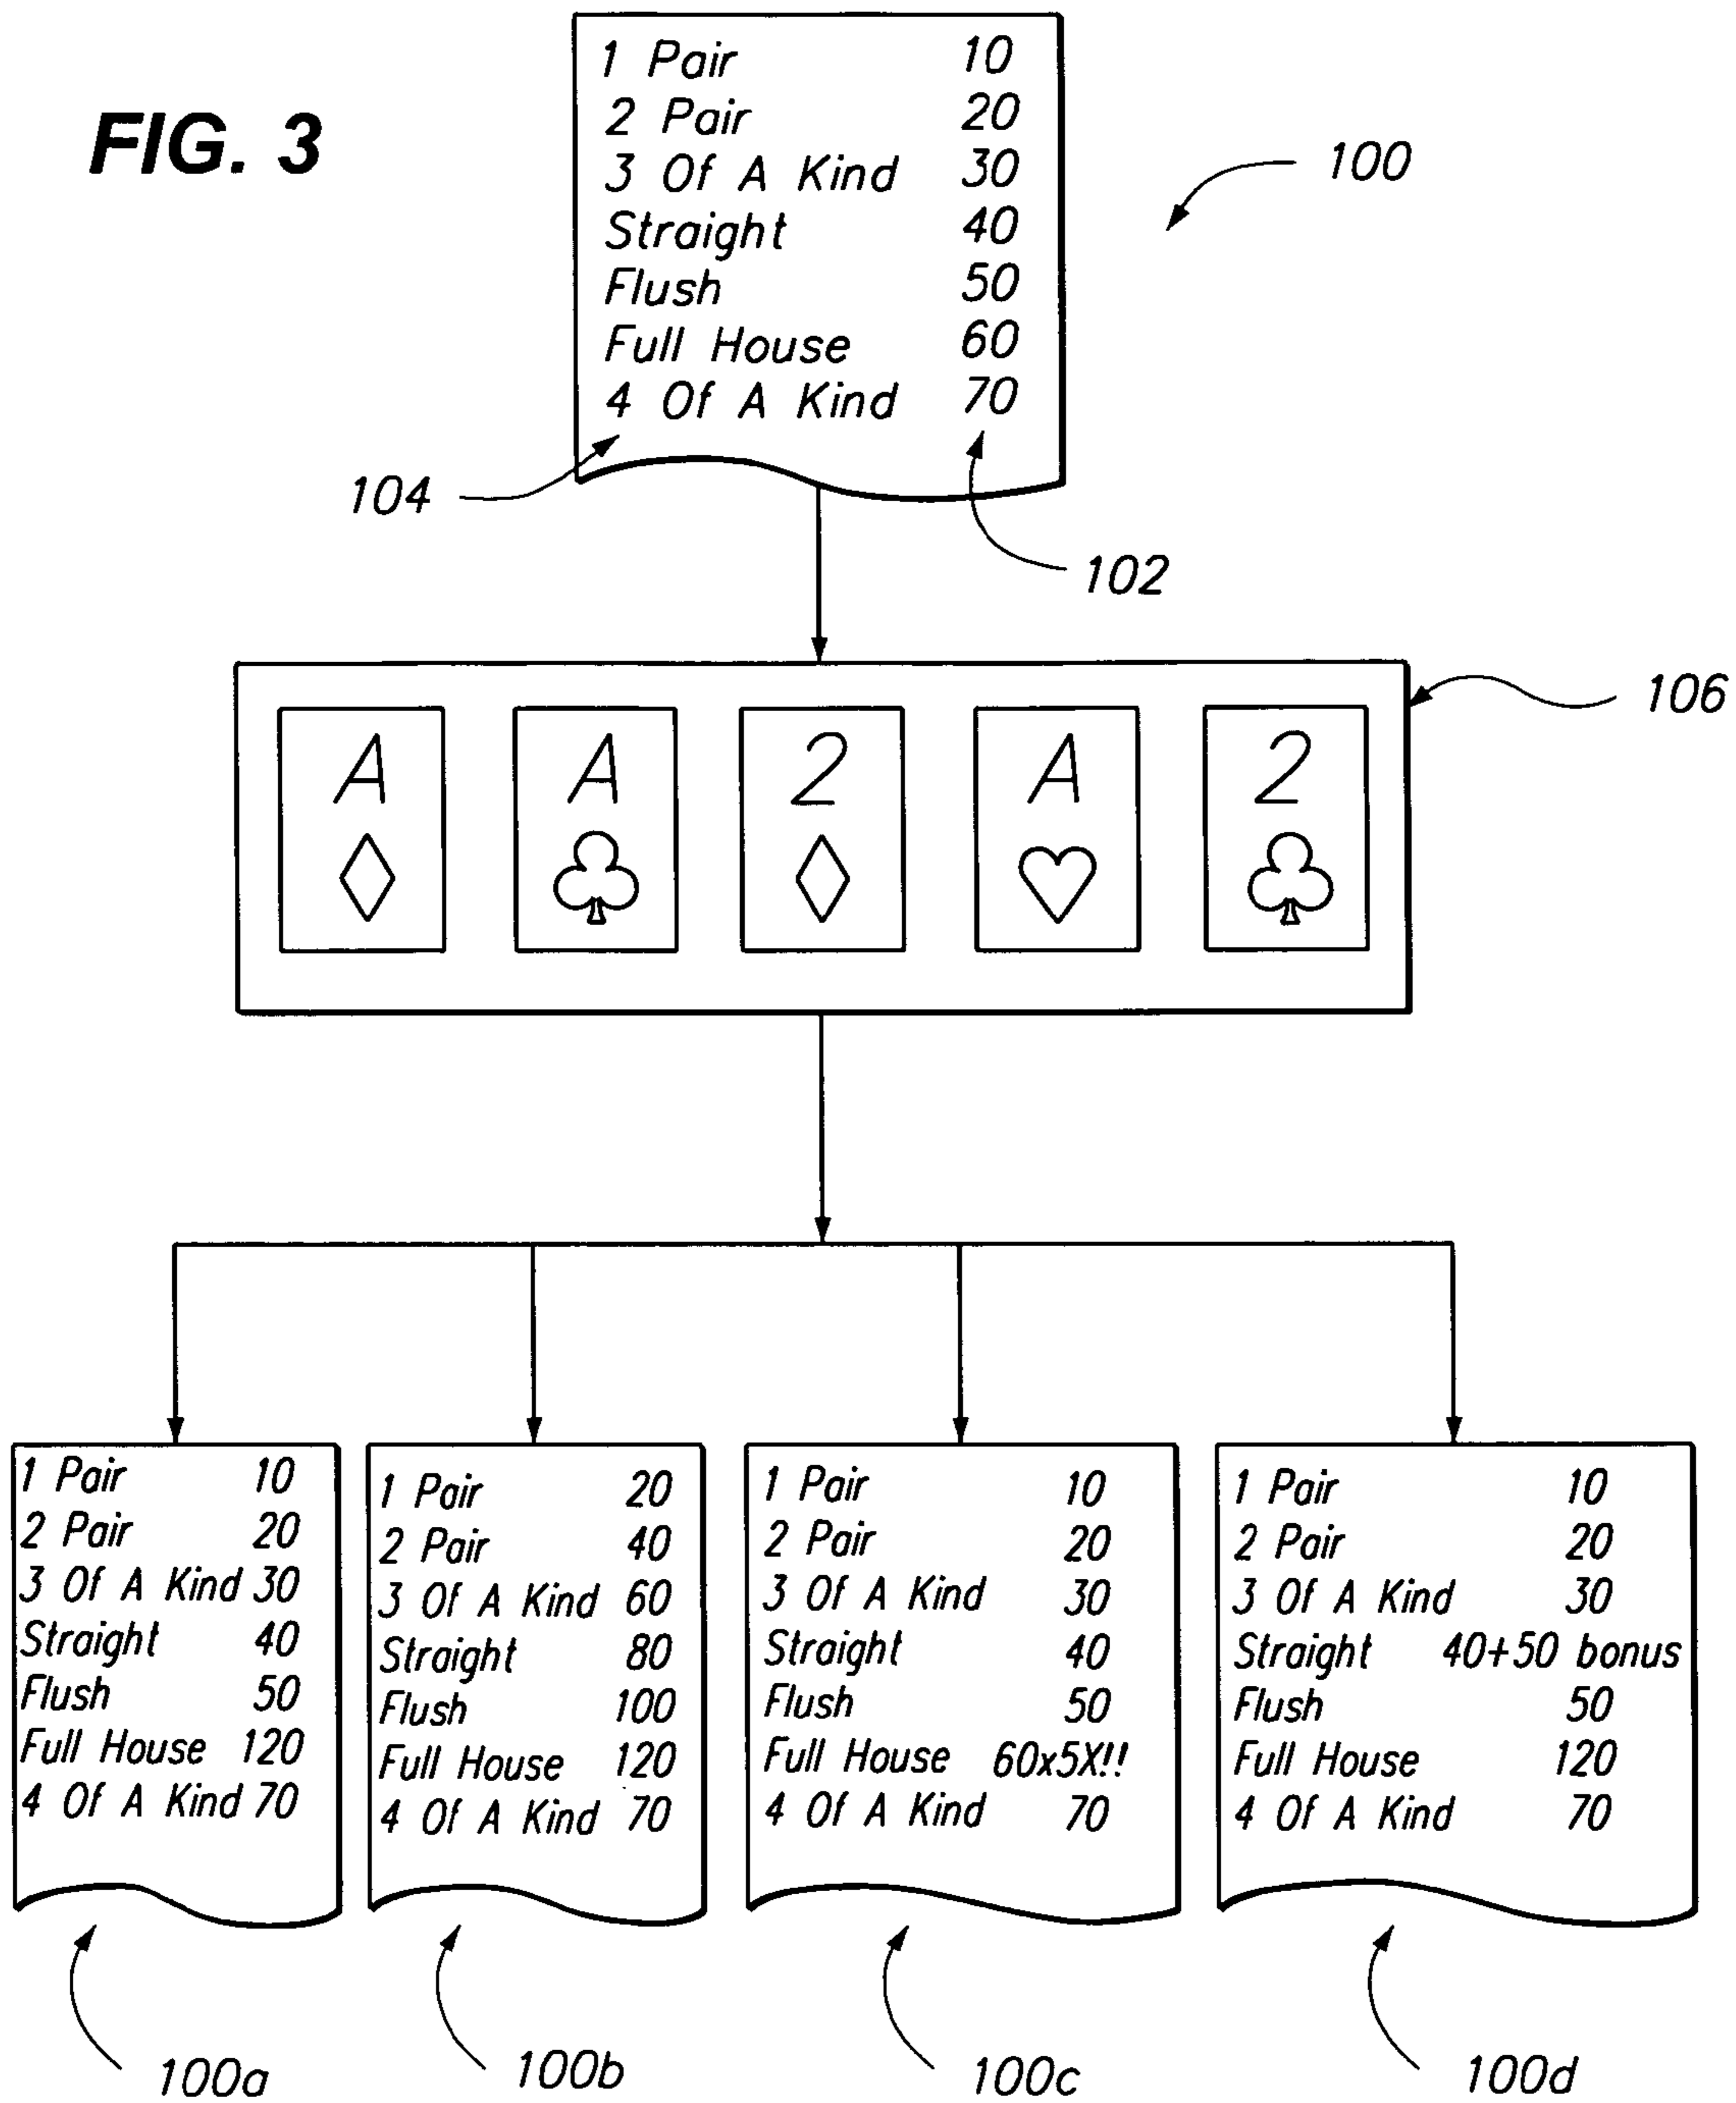 FIG. 3
1 Pair 10
2 Pair 20
3 Of A Kind 30
Straight 40
Flush 50
Full House 60
4 Of A Kind 70
100
104
102
106
A A 2 A 2
1 Pair 10
2 Pair 20
3 Of A Kind 30
Straight 40
Flush 50
Full House 120
4 Of A Kind 70
100a
1 Pair 20
2 Pair 40
3 Of A Kind 60
Straight 80
Flush 100
Full House 120
4 Of A Kind 70
100b
1 Pair 10
2 Pair 20
3 Of A Kind 30
Straight 40
Flush 50
Full House 60x5X!!
4 Of A Kind 70
100c
1 Pair 10
2 Pair 20
3 Of A Kind 30
Straight 40+50 bonus
Flush 50
Full House 120
4 Of A Kind 70
100d